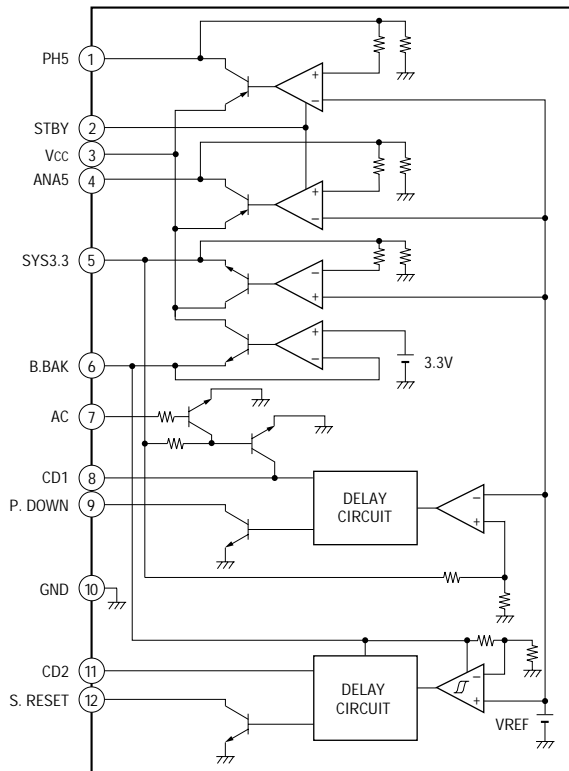 PH5 1
STBY 2
VCC 3
ANA5 4
SYS3.3 5
B.BAK 6
AC 7
CD1 8
P. DOWN 9
GND 10
CD2 11
S. RESET 12
+
−
+
−
−
+
+
−
3.3V
DELAY
CIRCUIT
−
+
DELAY
CIRCUIT
−
+
VREF